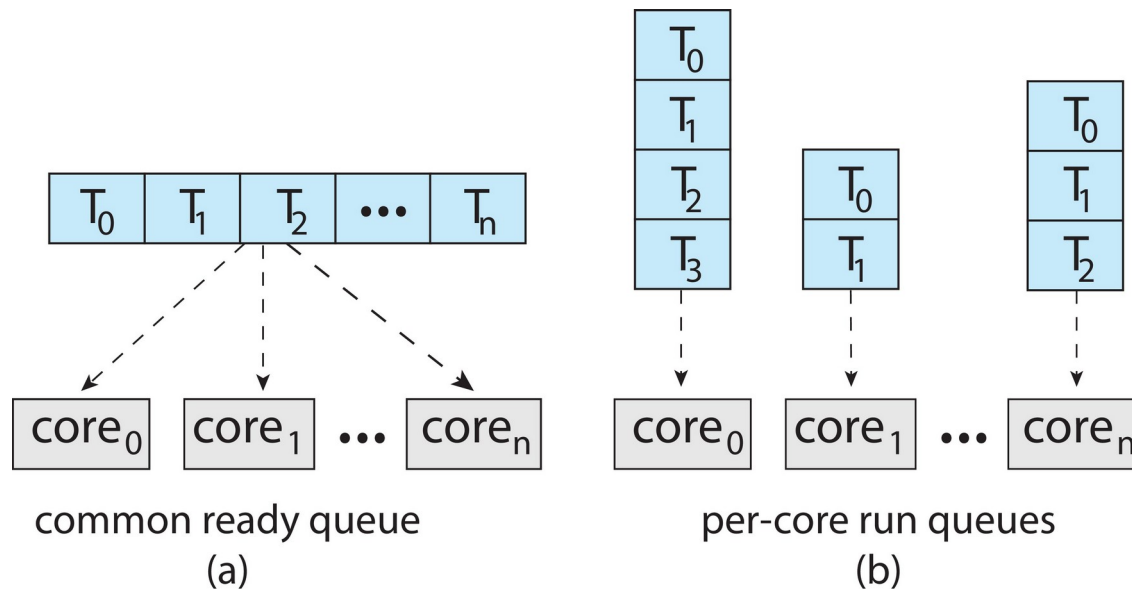 T0 T1 T2 ••• Tn
core0 core1 ••• coren
common ready queue
(a)
T0
T1
T2
T3
T0
T1
T0
T1
T2
core0 core1 ••• coren
per-core run queues
(b)